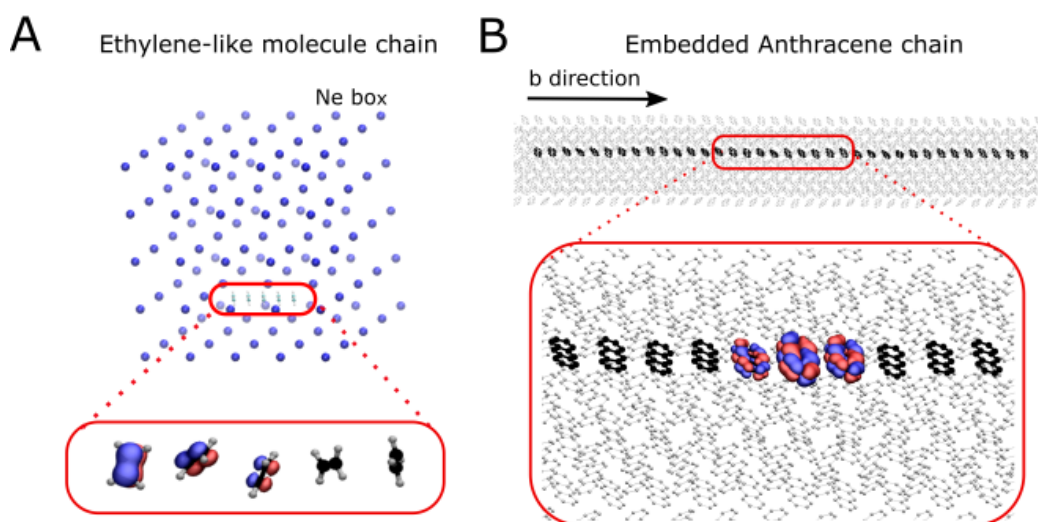 A
Ethylene-like molecule chain
Ne box
B
Embedded Anthracene chain
b direction